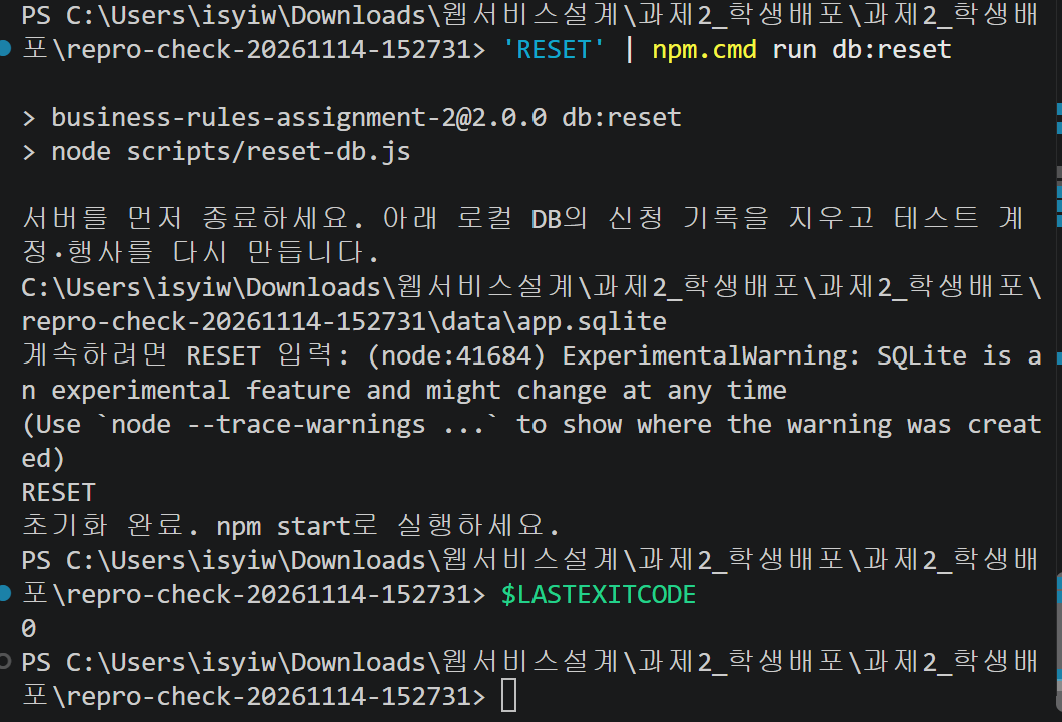 PS C:\Users\isyiw\Downloads\웹서비스설계\과제2_학생배포\과제2_학생배
포\repro-check-20261114-152731> 'RESET' | npm.cmd run db:reset
> business-rules-assignment-2@2.0.0 db:reset
> node scripts/reset-db.js
서버를 먼저 종료하세요. 아래 로컬 DB의 신청 기록을 지우고 테스트 계
정·행사를 다시 만듭니다.
C:\Users\isyiw\Downloads\웹서비스설계\과제2_학생배포\과제2_학생배포\
repro-check-20261114-152731\data\app.sqlite
계속하려면 RESET 입력: (node:41684) ExperimentalWarning: SQLite is a
n experimental feature and might change at any time
(Use `node --trace-warnings ...` to show where the warning was creat
ed)
RESET
초기화 완료. npm start로 실행하세요.
PS C:\Users\isyiw\Downloads\웹서비스설계\과제2_학생배포\과제2_학생배
포\repro-check-20261114-152731> $LASTEXITCODE
0
PS C:\Users\isyiw\Downloads\웹서비스설계\과제2_학생배포\과제2_학생배
포\repro-check-20261114-152731>